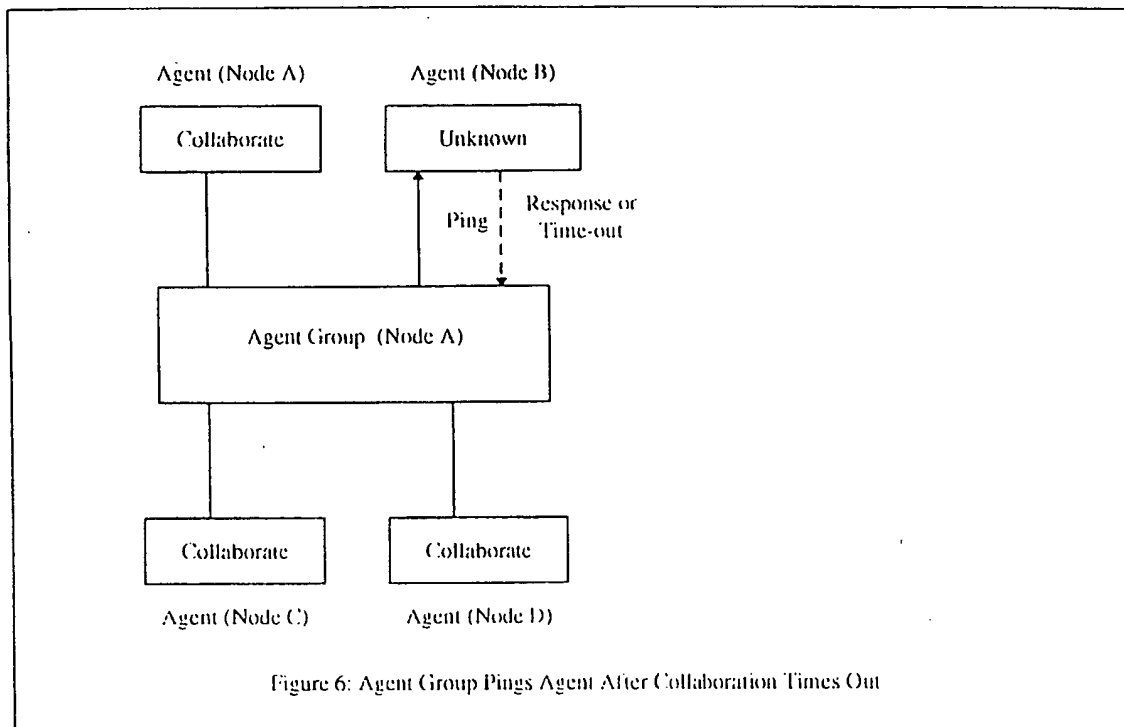 Agent (Node A)
Agent (Node B)
Collaborate
Unknown
Ping
Response or
Time-out
Agent Group (Node A)
Collaborate
Collaborate
Agent (Node C)
Agent (Node D)
Figure 6: Agent Group Pings Agent After Collaboration Times Out